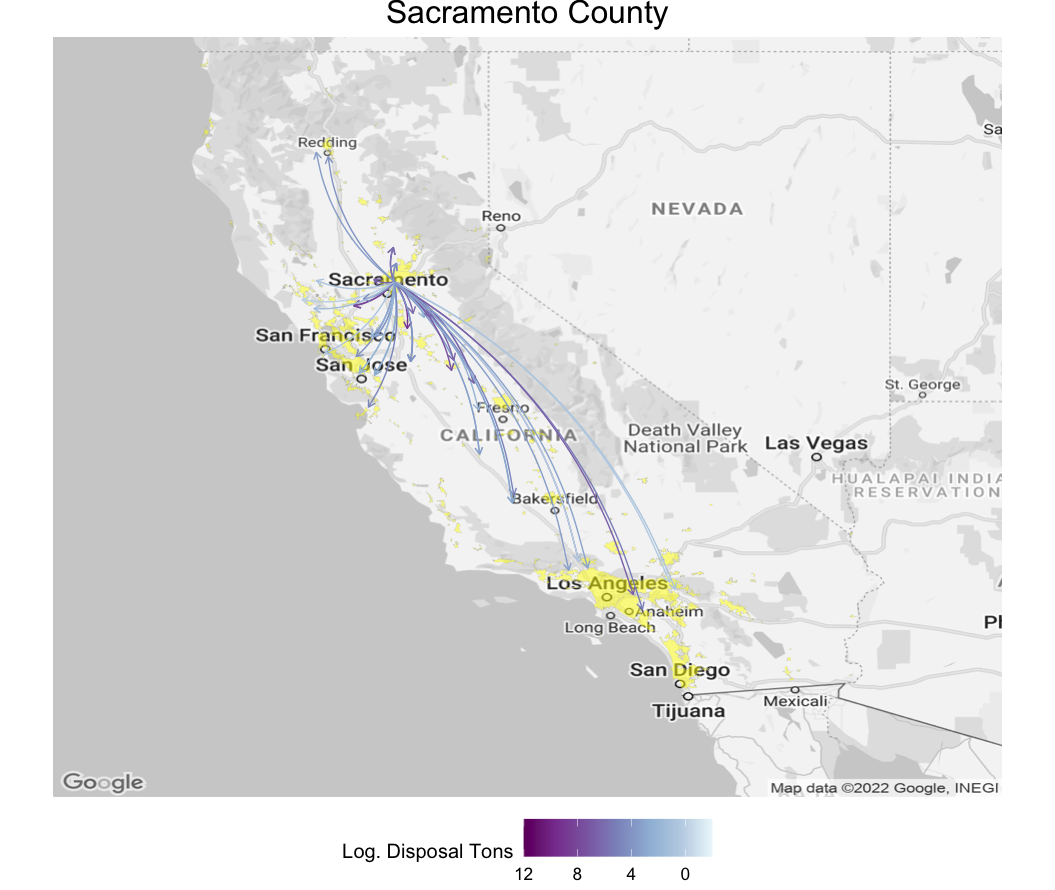 Sacramento County
Sa
Redding
NEVADA
Reno
Sacramento
San Francisco
San Jose
St. George
Fresno
CALIFORNIA
Death Valley
National Park
Las Vegas
HUALAPAI INDIA
RESERVATION
Bakersfield
Los Angeles
Anaheim
Long Beach
Ph
San Diego
Tijuana
Mexicali
Google
Map data ©2022 Google, INEGI
Log. Disposal Tons
12 8 4 0